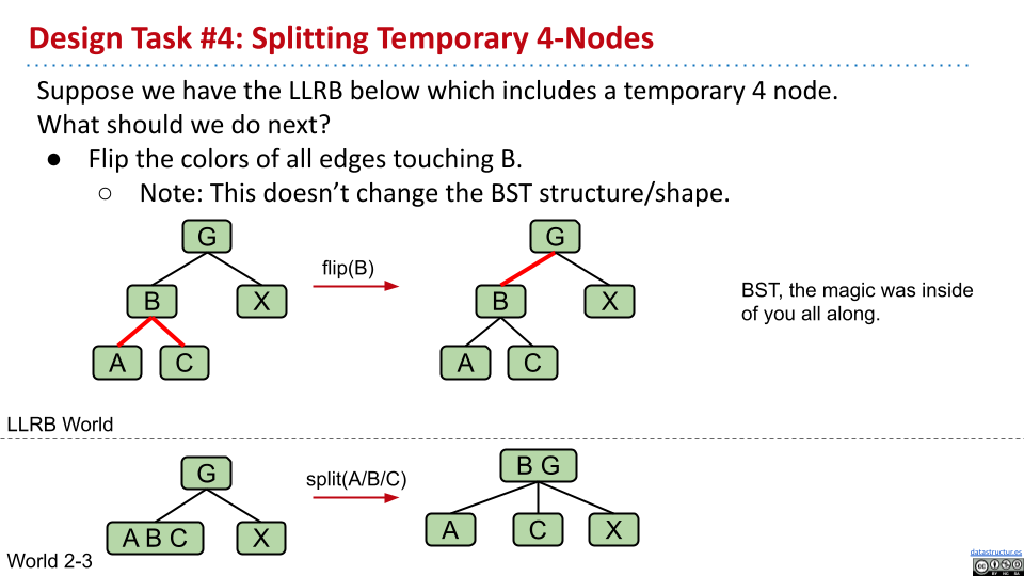 Design Task #4: Splitting Temporary 4-Nodes
Suppose we have the LLRB below which includes a temporary 4 node.
What should we do next?
● Flip the colors of all edges touching B.
○ Note: This doesn't change the BST structure/shape.
G
B
X
A
C
flip(B)
G
B
X
A
C
BST, the magic was inside
of you all along.
LLRB World
G
A B C
X
split(A/B/C)
B G
A
C
X
World 2-3
datastructur.es